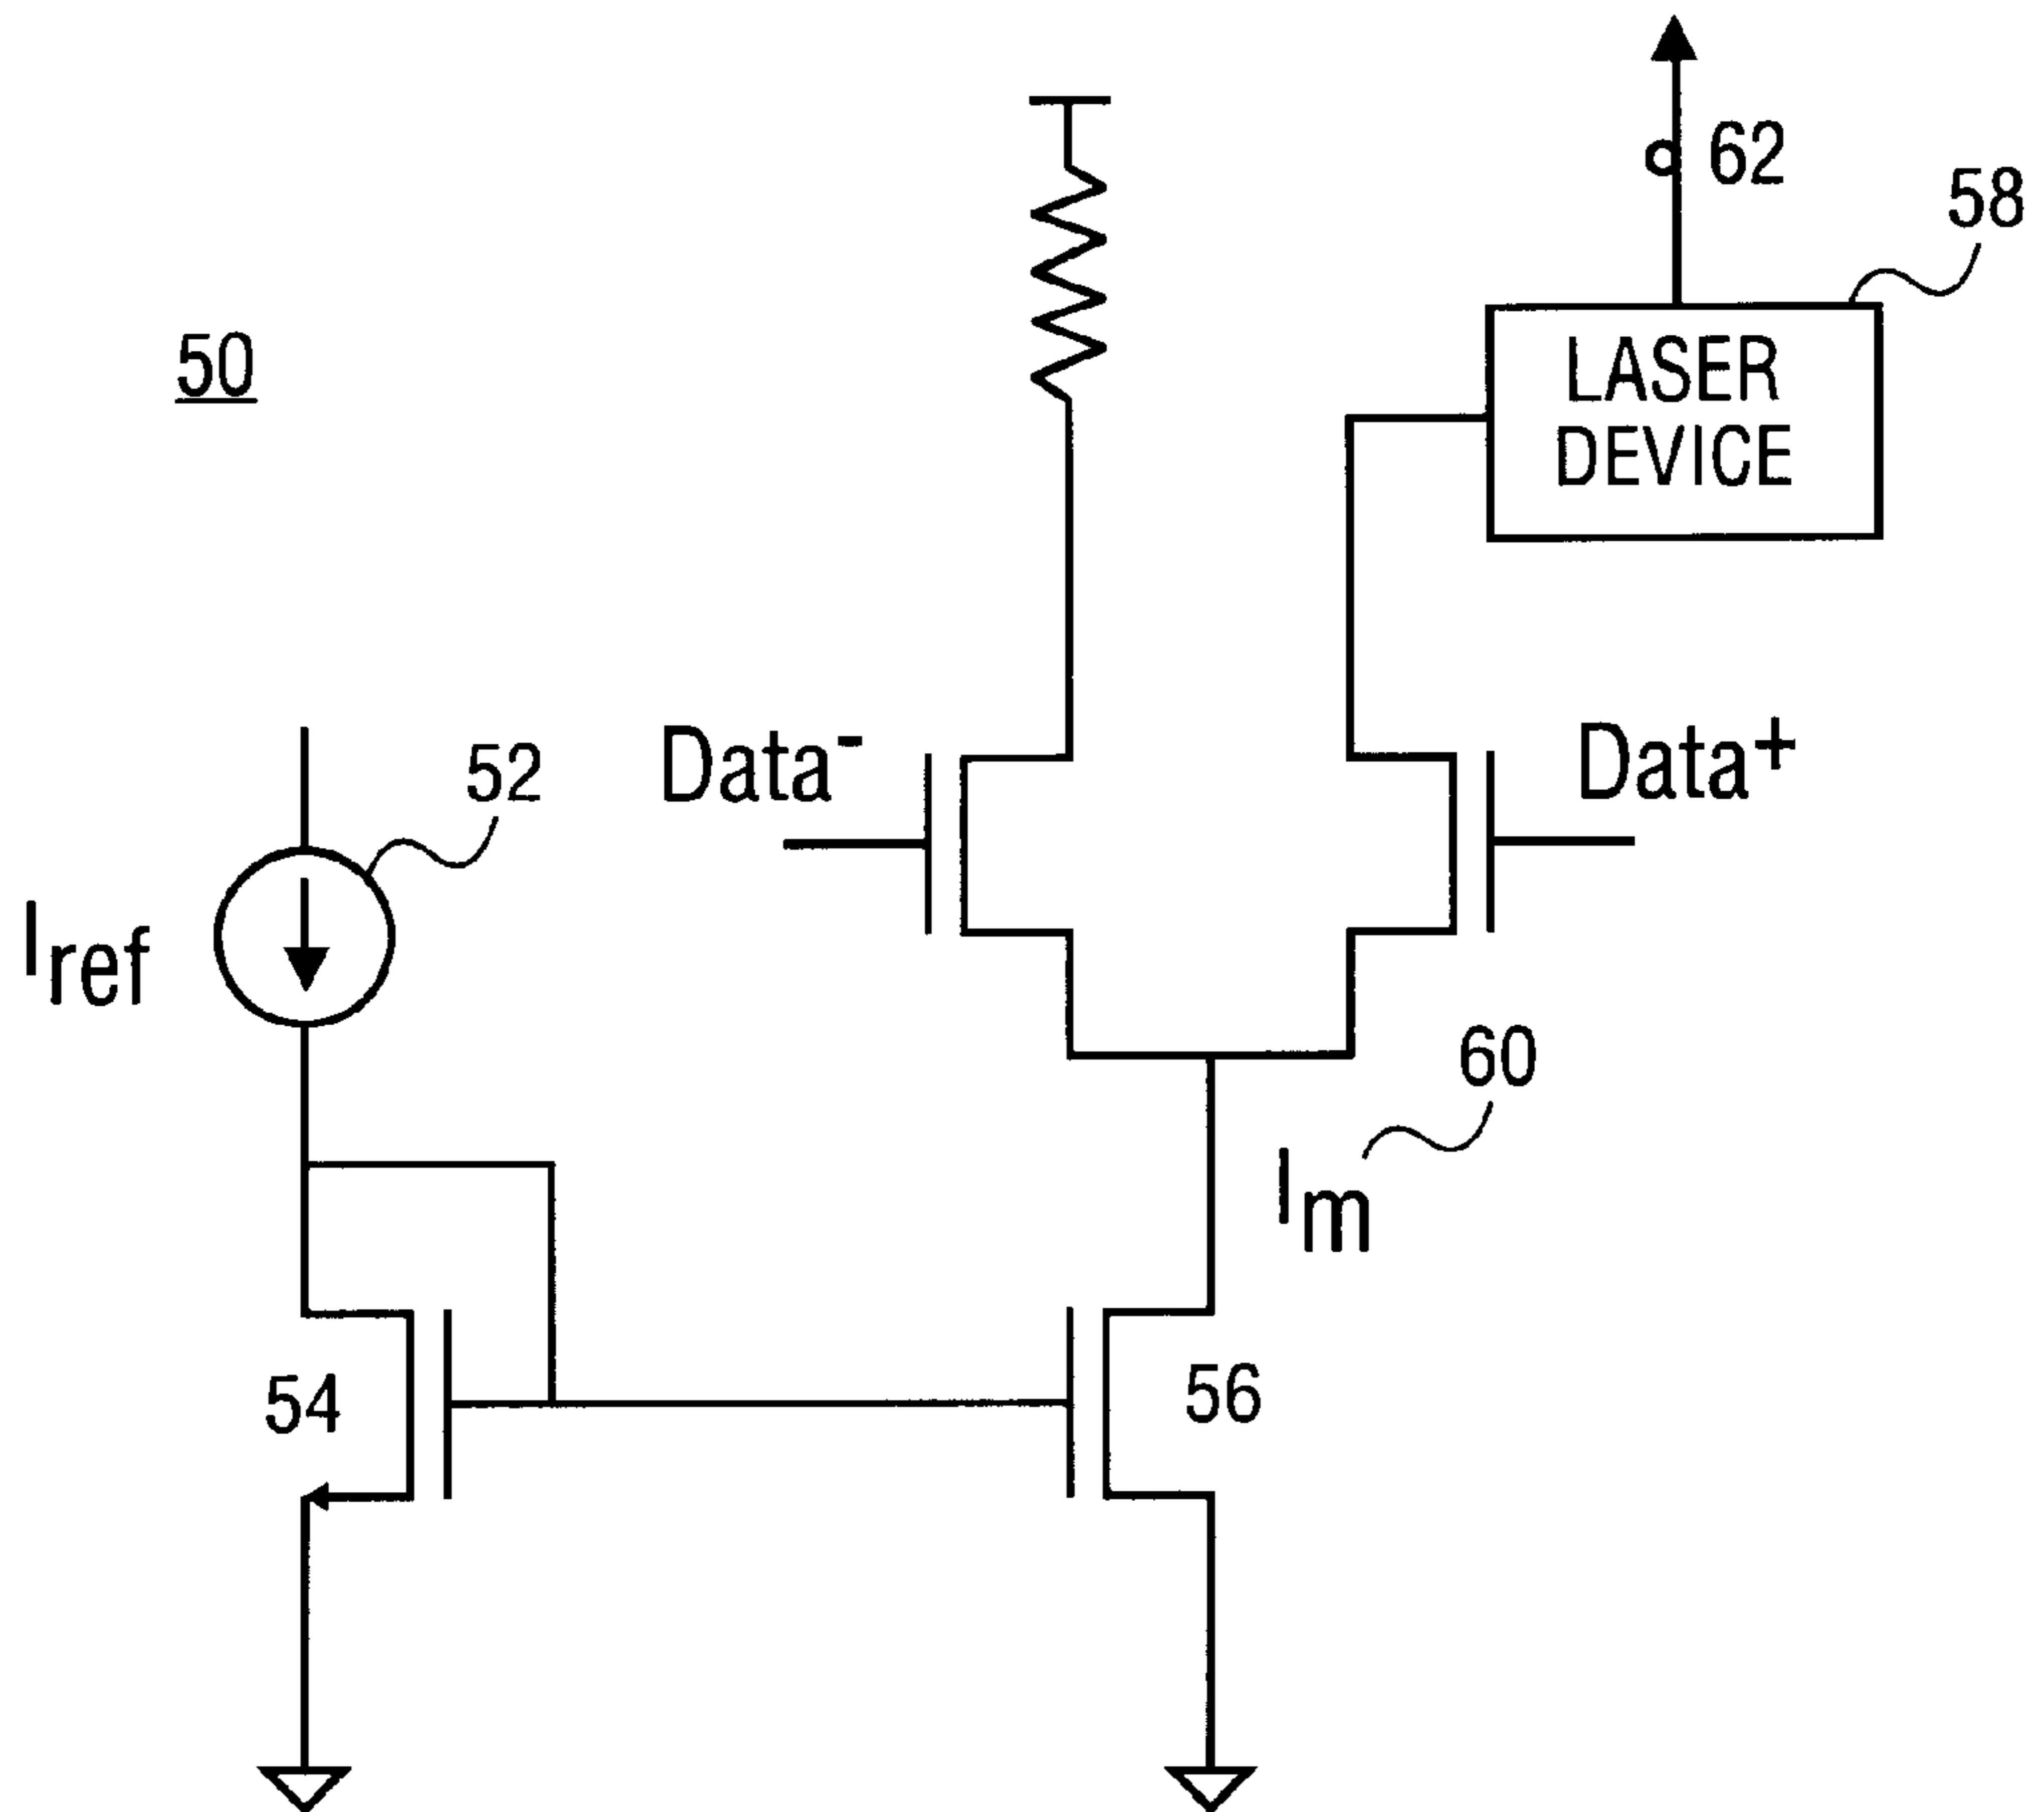 62
58
50
LASER
DEVICE
52
Data-
Data+
Iref
60
Im
54
56